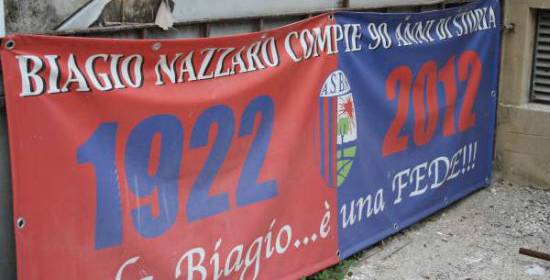 BIAGIO NAZZARO COMPIE 90 ANNI DI STORIA
1922 2012
A.S.B.
Biagio...è una FEDE!!!